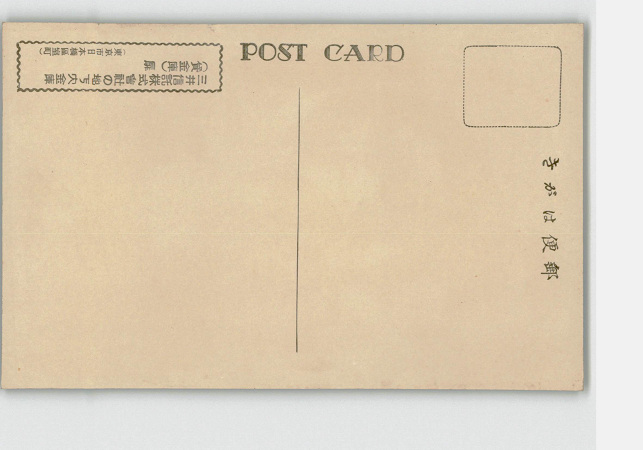 POST CARD
郵便はがき
三井信託株式會社の地下大金庫
(貸金庫)扉
(東京市日本橋區室町)